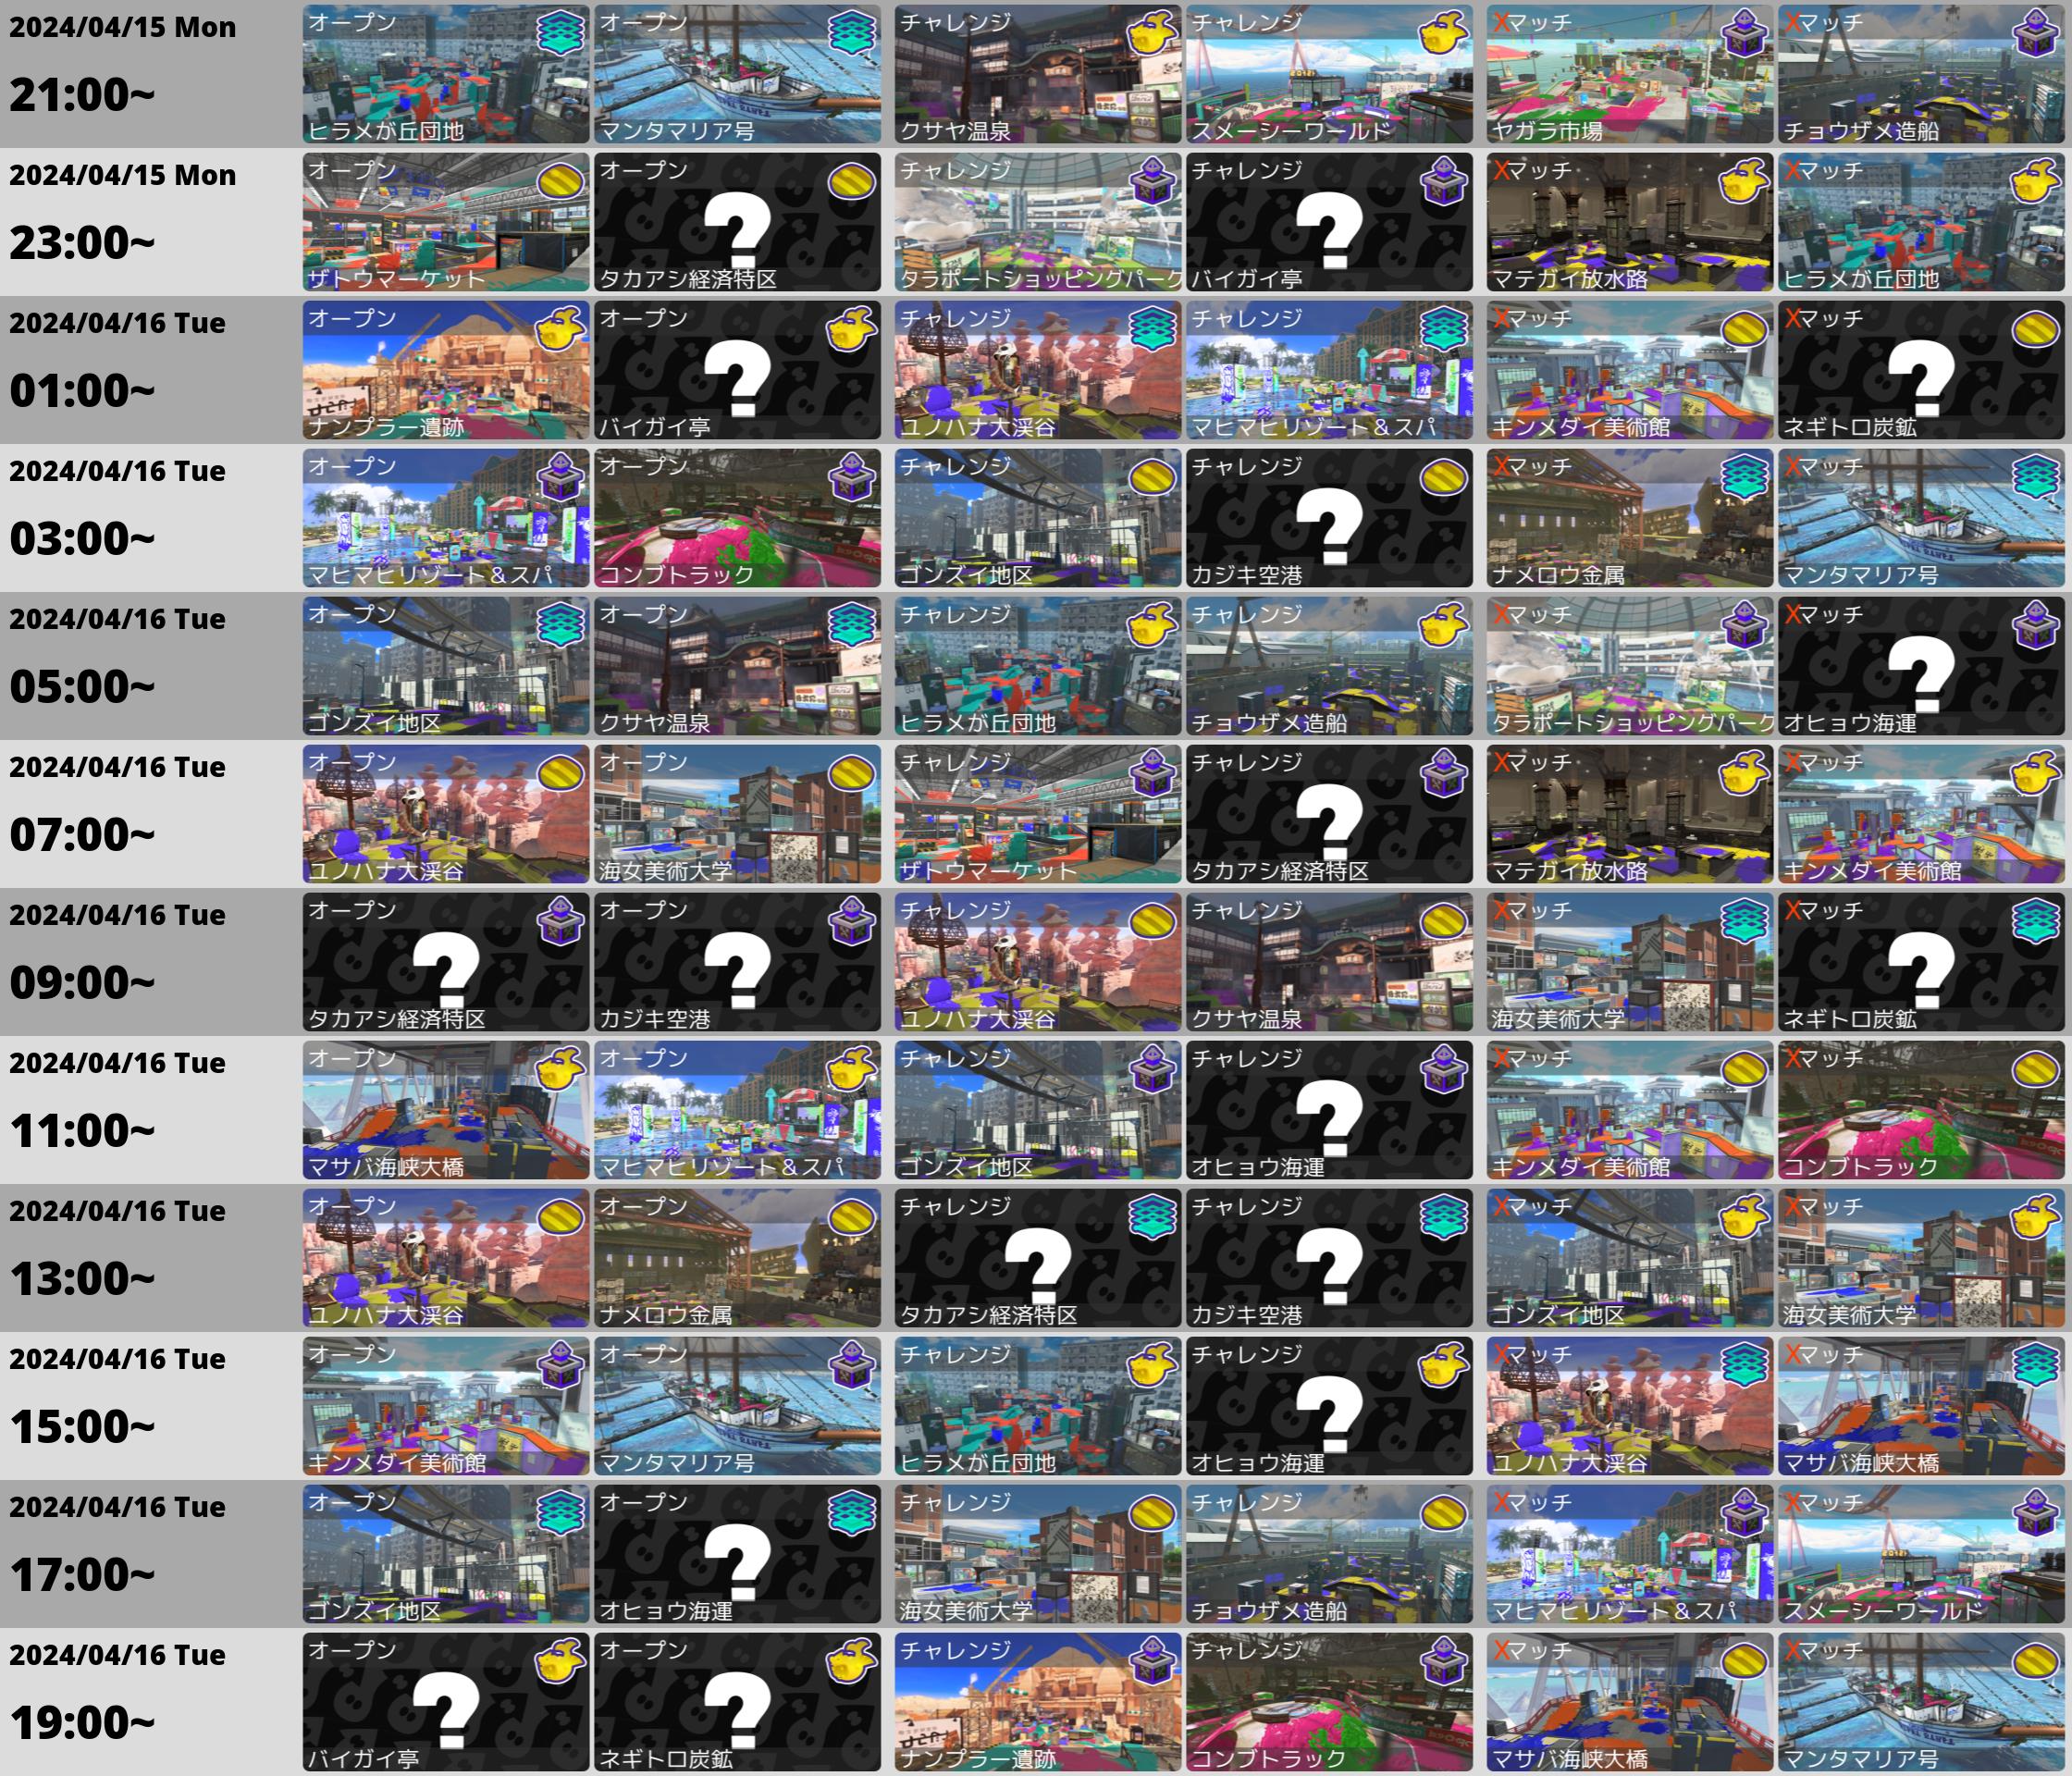 2024/04/15 Mon
21:00~
オープン オープン チャレンジ チャレンジ Xマッチ Xマッチ
ヒラメが丘団地 マンタマリア号 クサヤ温泉 スメーシーワールド ヤガラ市場 チョウザメ造船
2024/04/15 Mon
23:00~
オープン オープン チャレンジ チャレンジ Xマッチ Xマッチ
ザトウマーケット タカアシ経済特区 タラポートショッピングパーク バイガイ亭 マテガイ放水路 ヒラメが丘団地
2024/04/16 Tue
01:00~
オープン オープン チャレンジ チャレンジ Xマッチ Xマッチ
ナンプラー遺跡 バイガイ亭 ユノハナ大渓谷 マヒマヒリゾート&スパ キンメダイ美術館 ネギトロ炭鉱
2024/04/16 Tue
03:00~
オープン オープン チャレンジ チャレンジ Xマッチ Xマッチ
マヒマヒリゾート&スパ コンブトラック ゴンズイ地区 カジキ空港 ナメロウ金属 マンタマリア号
2024/04/16 Tue
05:00~
オープン オープン チャレンジ チャレンジ Xマッチ Xマッチ
ゴンズイ地区 クサヤ温泉 ヒラメが丘団地 チョウザメ造船 タラポートショッピングパーク オヒョウ海運
2024/04/16 Tue
07:00~
オープン オープン チャレンジ チャレンジ Xマッチ Xマッチ
ユノハナ大渓谷 海女美術大学 ザトウマーケット タカアシ経済特区 マテガイ放水路 キンメダイ美術館
2024/04/16 Tue
09:00~
オープン オープン チャレンジ チャレンジ Xマッチ Xマッチ
タカアシ経済特区 カジキ空港 ユノハナ大渓谷 クサヤ温泉 海女美術大学 ネギトロ炭鉱
2024/04/16 Tue
11:00~
オープン オープン チャレンジ チャレンジ Xマッチ Xマッチ
マサバ海峡大橋 マヒマヒリゾート&スパ ゴンズイ地区 オヒョウ海運 キンメダイ美術館 コンブトラック
2024/04/16 Tue
13:00~
オープン オープン チャレンジ チャレンジ Xマッチ Xマッチ
ユノハナ大渓谷 ナメロウ金属 タカアシ経済特区 カジキ空港 ゴンズイ地区 海女美術大学
2024/04/16 Tue
15:00~
オープン オープン チャレンジ チャレンジ Xマッチ Xマッチ
キンメダイ美術館 マンタマリア号 ヒラメが丘団地 オヒョウ海運 ユノハナ大渓谷 マサバ海峡大橋
2024/04/16 Tue
17:00~
オープン オープン チャレンジ チャレンジ Xマッチ Xマッチ
ゴンズイ地区 オヒョウ海運 海女美術大学 チョウザメ造船 マヒマヒリゾート&スパ スメーシーワールド
2024/04/16 Tue
19:00~
オープン オープン チャレンジ チャレンジ Xマッチ Xマッチ
バイガイ亭 ネギトロ炭鉱 ナンプラー遺跡 コンブトラック マサバ海峡大橋 マンタマリア号